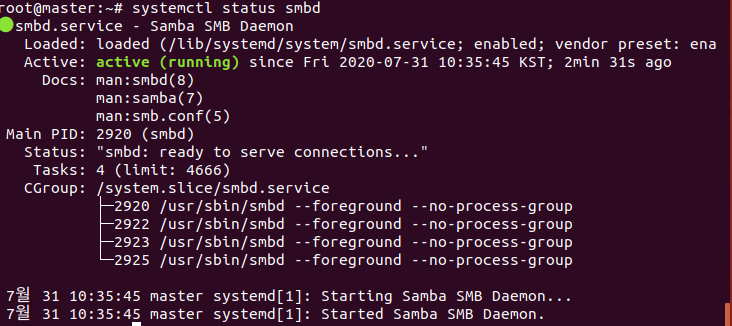 root@master:~# systemctl status smbd
● smbd.service - Samba SMB Daemon
   Loaded: loaded (/lib/systemd/system/smbd.service; enabled; vendor preset: ena
   Active: active (running) since Fri 2020-07-31 10:35:45 KST; 2min 31s ago
     Docs: man:smbd(8)
           man:samba(7)
           man:smb.conf(5)
 Main PID: 2920 (smbd)
   Status: "smbd: ready to serve connections..."
    Tasks: 4 (limit: 4666)
   CGroup: /system.slice/smbd.service
           ├─2920 /usr/sbin/smbd --foreground --no-process-group
           ├─2922 /usr/sbin/smbd --foreground --no-process-group
           ├─2923 /usr/sbin/smbd --foreground --no-process-group
           └─2925 /usr/sbin/smbd --foreground --no-process-group
 7월 31 10:35:45 master systemd[1]: Starting Samba SMB Daemon...
 7월 31 10:35:45 master systemd[1]: Started Samba SMB Daemon.